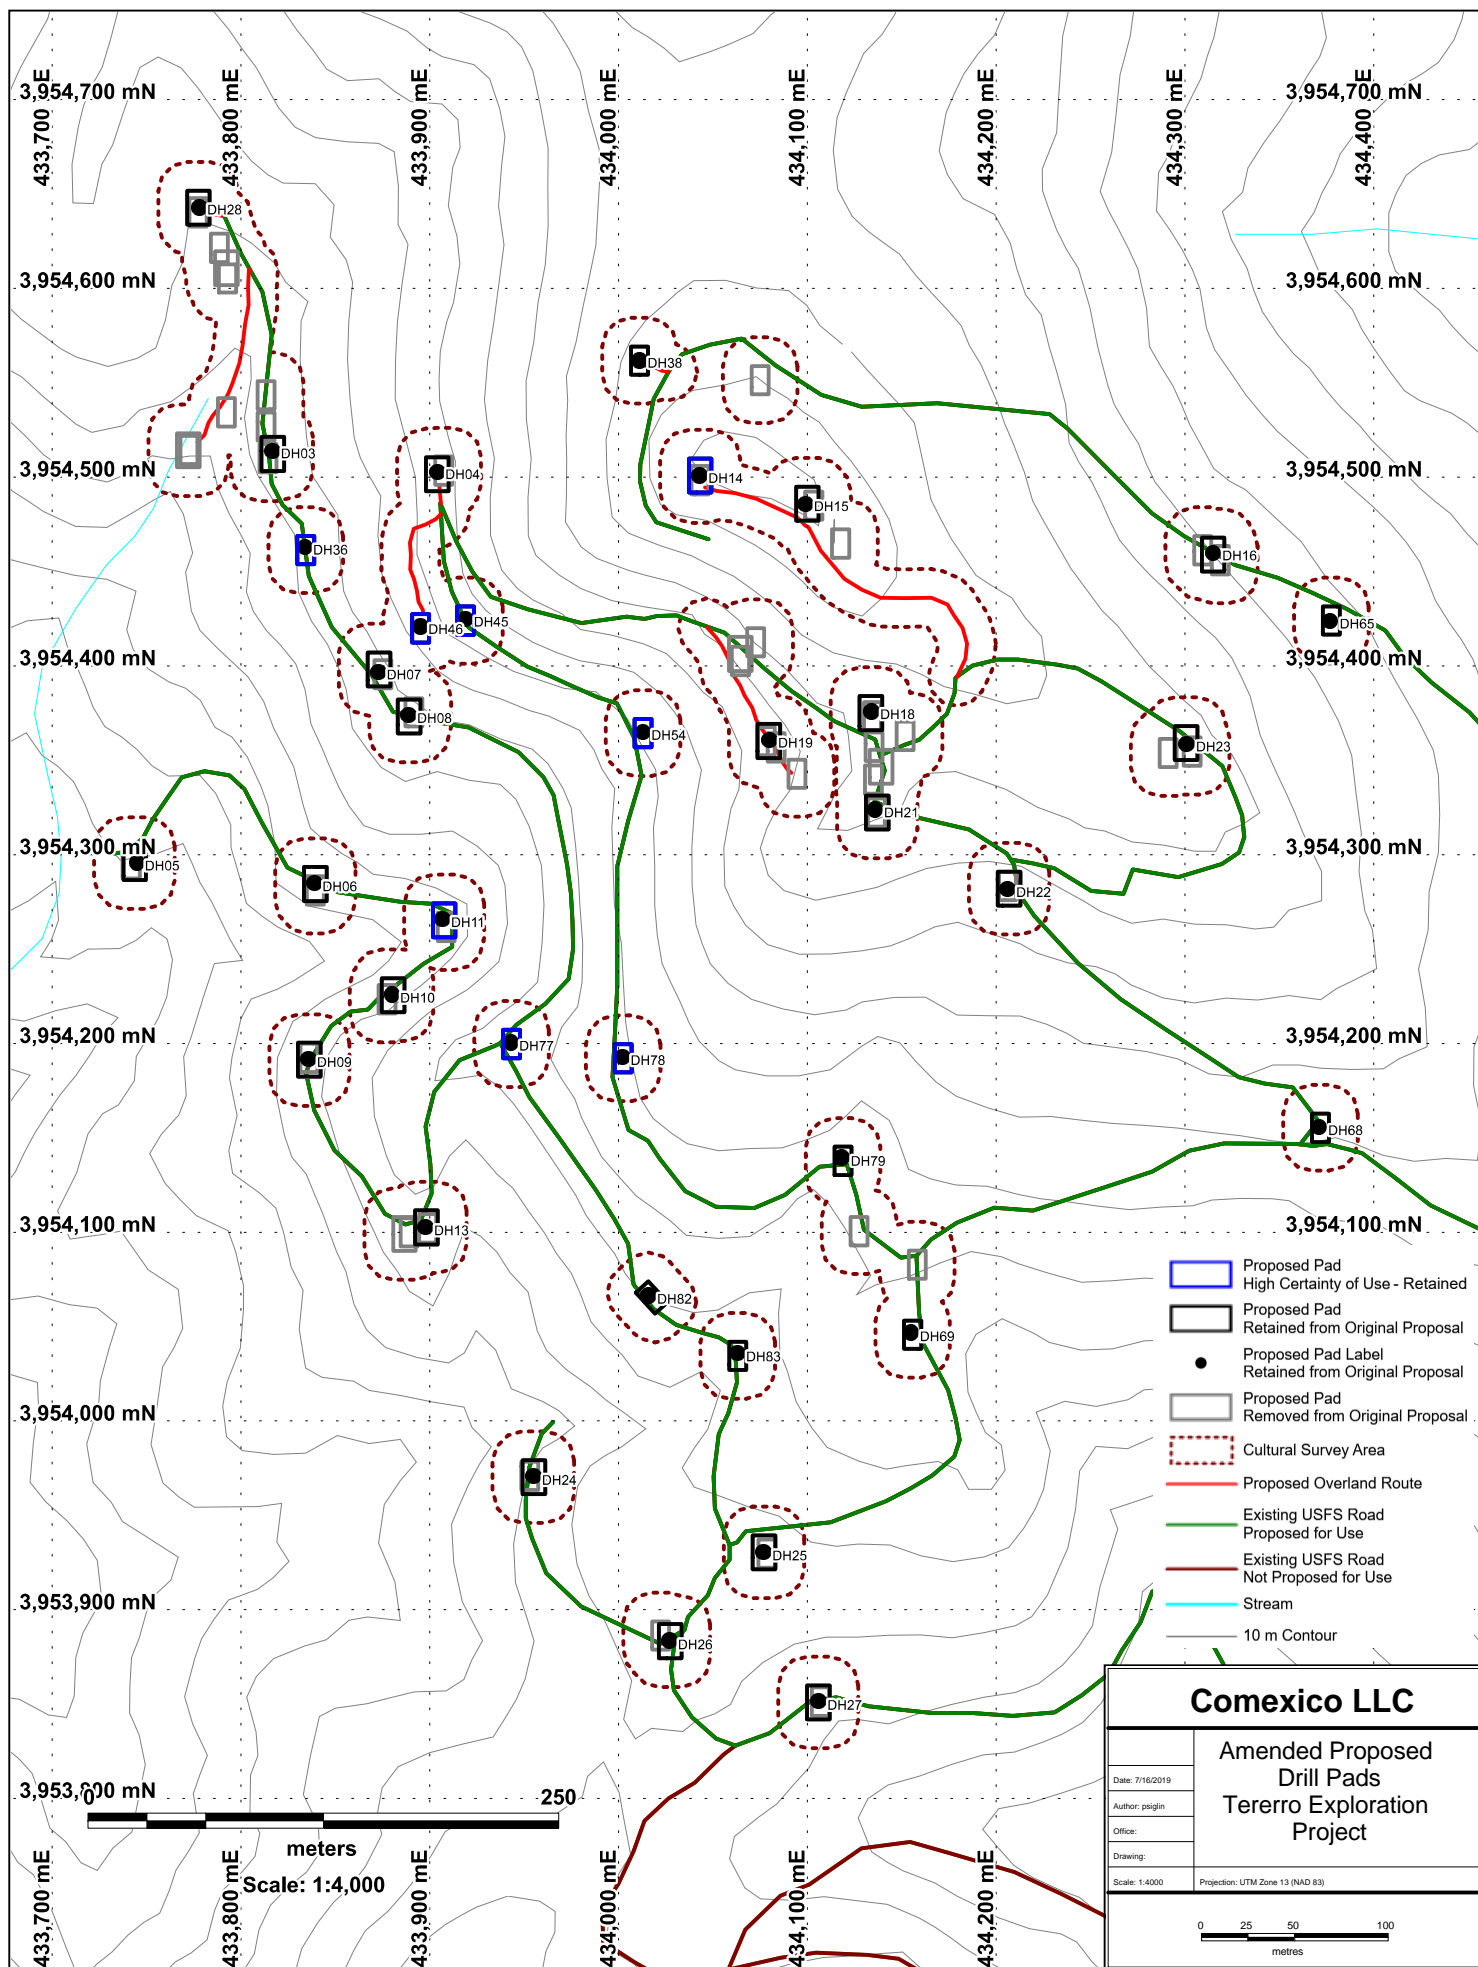 433,700 mE
433,800 mE
433,900 mE
434,000 mE
434,100 mE
434,200 mE
434,300 mE
434,400 mE
3,954,700 mN
3,954,700 mN
DH28
3,954,600 mN
3,954,600 mN
DH38
DH03
DH04
3,954,500 mN
DH14
3,954,500 mN
DH15
DH36
DH16
DH46
DH45
DH65
3,954,400 mN
3,954,400 mN
DH07
DH08
DH18
DH54
DH19
DH23
DH21
3,954,300 mN
3,954,300 mN
DH05
DH06
DH22
DH11
DH10
3,954,200 mN
3,954,200 mN
DH77
DH09
DH78
DH68
DH79
3,954,100 mN
3,954,100 mN
DH13
DH82
DH69
DH83
3,954,000 mN
DH24
DH25
3,953,900 mN
DH26
DH27
3,953,800 mN
Proposed Pad
High Certainty of Use - Retained
Proposed Pad
Retained from Original Proposal
Proposed Pad Label
Retained from Original Proposal
Proposed Pad
Removed from Original Proposal
Cultural Survey Area
Proposed Overland Route
Existing USFS Road
Proposed for Use
Existing USFS Road
Not Proposed for Use
Stream
10 m Contour
0 250
meters
Scale: 1:4,000
433,700 mE
433,800 mE
433,900 mE
434,000 mE
434,100 mE
434,200 mE
Comexico LLC
Amended Proposed
Drill Pads
Tererro Exploration
Project
Date: 7/16/2019
Author: psiglin
Office:
Drawing:
Scale: 1:4000
Projection: UTM Zone 13 (NAD 83)
0 25 50 100
metres